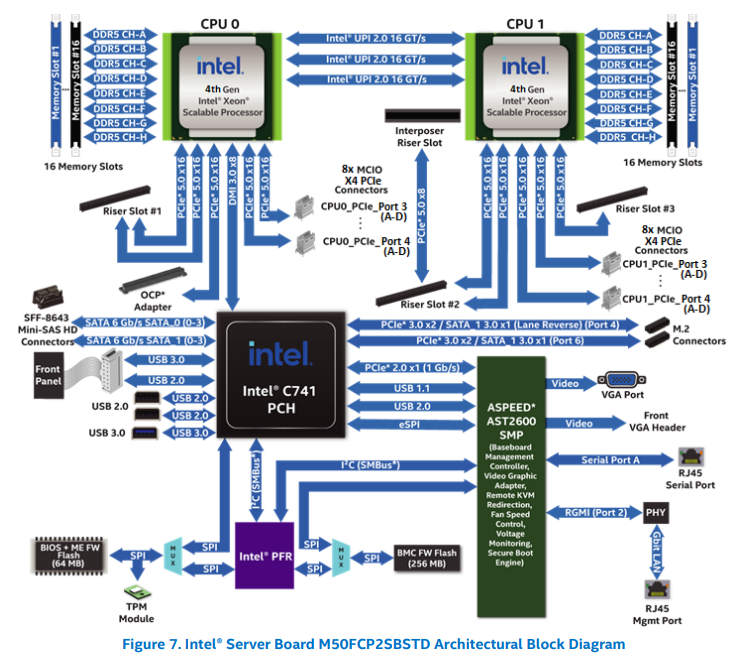 CPU 0
CPU 1
Memory Slot #1
Memory Slot #16
DDR5 CH-A
DDR5 CH-B
DDR5 CH-C
DDR5 CH-D
DDR5 CH-E
DDR5 CH-F
DDR5 CH-G
DDR5 CH-H
16 Memory Slots
intel.
4th Gen
Intel® Xeon®
Scalable Processor
Intel® UPI 2.0 16 GT/s
Intel® UPI 2.0 16 GT/s
Intel® UPI 2.0 16 GT/s
intel.
4th Gen
Intel® Xeon®
Scalable Processor
DDR5 CH-A
DDR5 CH-B
DDR5 CH-C
DDR5 CH-D
DDR5 CH-E
DDR5 CH-F
DDR5 CH-G
DDR5 CH-H
Memory Slot #16
Memory Slot #1
16 Memory Slots
Interposer
Riser Slot
PCIe* 5.0 x16
PCIe* 5.0 x16
PCIe* 5.0 x16
DMI 3.0 x8
PCIe* 5.0 x16
PCIe* 5.0 x16
8x MCIO
X4 PCIe
Connectors
CPU0_PCIe_Port 3
(A-D)
CPU0_PCIe_Port 4
(A-D)
PCIe* 5.0 x8
PCIe* 5.0 x16
PCIe* 5.0 x16
PCIe* 5.0 x16
PCIe* 5.0 x16
PCIe* 5.0 x16
Riser Slot #1
Riser Slot #3
8x MCIO
X4 PCIe
Connectors
CPU1_PCIe_Port 3
(A-D)
CPU1_PCIe_Port 4
(A-D)
OCP*
Adapter
Riser Slot #2
SFF-8643
Mini-SAS HD
Connectors
SATA 6 Gb/s SATA_0 (0-3)
SATA 6 Gb/s SATA_1 (0-3)
Front
Panel
USB 3.0
USB 2.0
USB 2.0
USB 2.0
USB 2.0
USB 3.0
USB 3.0
intel.
Intel® C741
PCH
PCIe* 3.0 x2 / SATA_1 3.0 x1 (Lane Reverse) (Port 4)
PCIe* 3.0 x2 / SATA_1 3.0 x1 (Port 6)
M.2
Connectors
PCIe* 2.0 x1 (1 Gb/s)
USB 1.1
USB 2.0
eSPI
ASPEED*
AST2600
SMP
(Baseboard
Management
Controller,
Video Graphic
Adapter,
Remote KVM
Redirection,
Fan Speed
Control,
Voltage
Monitoring,
Secure Boot
Engine)
Video
VGA Port
Video
Front
VGA Header
Serial Port A
RJ45
Serial Port
RGMI (Port 2)
PHY
Gbit LAN
RJ45
Mgmt Port
I²C (SMBus*)
I²C (SMBus*)
BIOS + ME FW
Flash
(64 MB)
SPI
MUX
SPI
SPI
Intel® PFR
SPI
SPI
MUX
SPI
BMC FW Flash
(256 MB)
TPM
Module
Figure 7. Intel® Server Board M50FCP2SBSTD Architectural Block Diagram